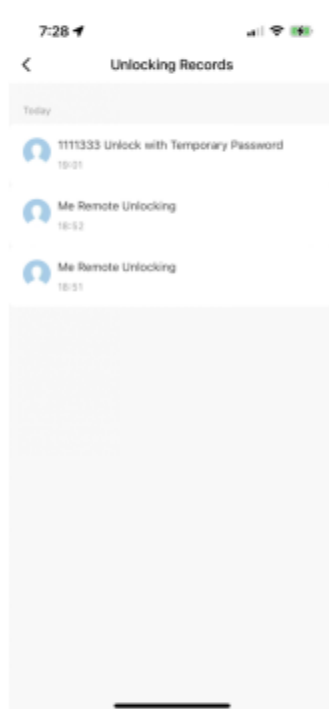 7:28
Unlocking Records
Today
1111333 Unlock with Temporary Password
19:01
Me Remote Unlocking
18:52
Me Remote Unlocking
18:51